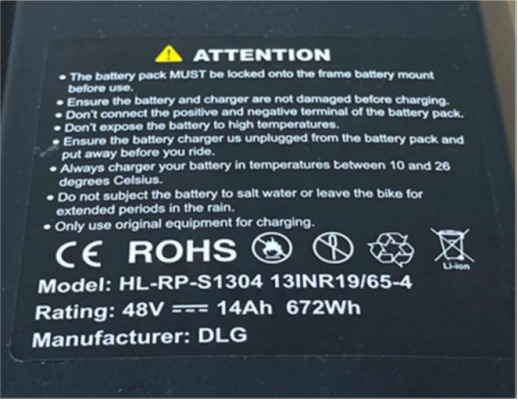 ATTENTION
• The battery pack MUST be locked onto the frame battery mount
before use.
• Ensure the battery and charger are not damaged before charging.
• Don't connect the positive and negative terminal of the battery pack.
• Don't expose the battery to high temperatures.
• Ensure the battery charger us unplugged from the battery pack and
put away before you ride.
• Always charger your battery in temperatures between 10 and 26
degrees Celsius.
• Do not subject the battery to salt water or leave the bike for
extended periods in the rain.
• Only use original equipment for charging.
CE ROHS
Li-ion
Model: HL-RP-S1304 13INR19/65-4
Rating: 48V ⎓ 14Ah 672Wh
Manufacturer: DLG